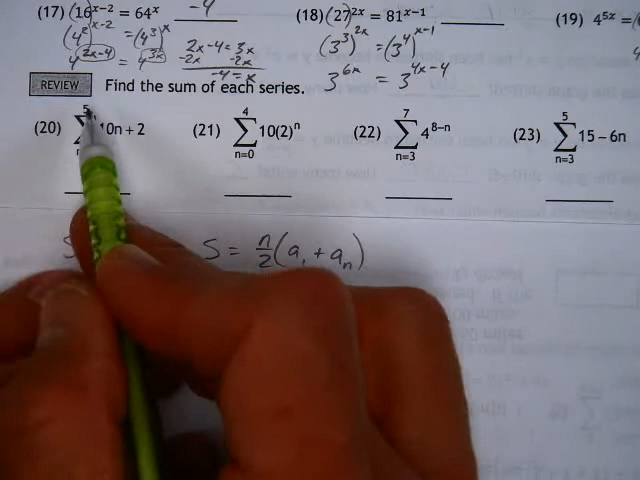 (17) (16)^{x-2} = 64^x  -4
(4²)^{x-2} = (4³)^x
4^{2x-4} = 4^{3x}
2x-4 = 3x
-2x -2x
-4 = x
(18) (27)^{2x} = 81^{x-1}
(3³)^{2x} = (3⁴)^{x-1}
3^{6x} = 3^{4x-4}
(19) 4^{5x} = (
REVIEW Find the sum of each series.
(20) 5 ∑ 10n + 2
(21) 4 ∑ n=0 10(2)^n
(22) 7 ∑ n=3 4^{8-n}
(23) 5 ∑ n=3 15 - 6n
S = n/2 (a₁ + aₙ)